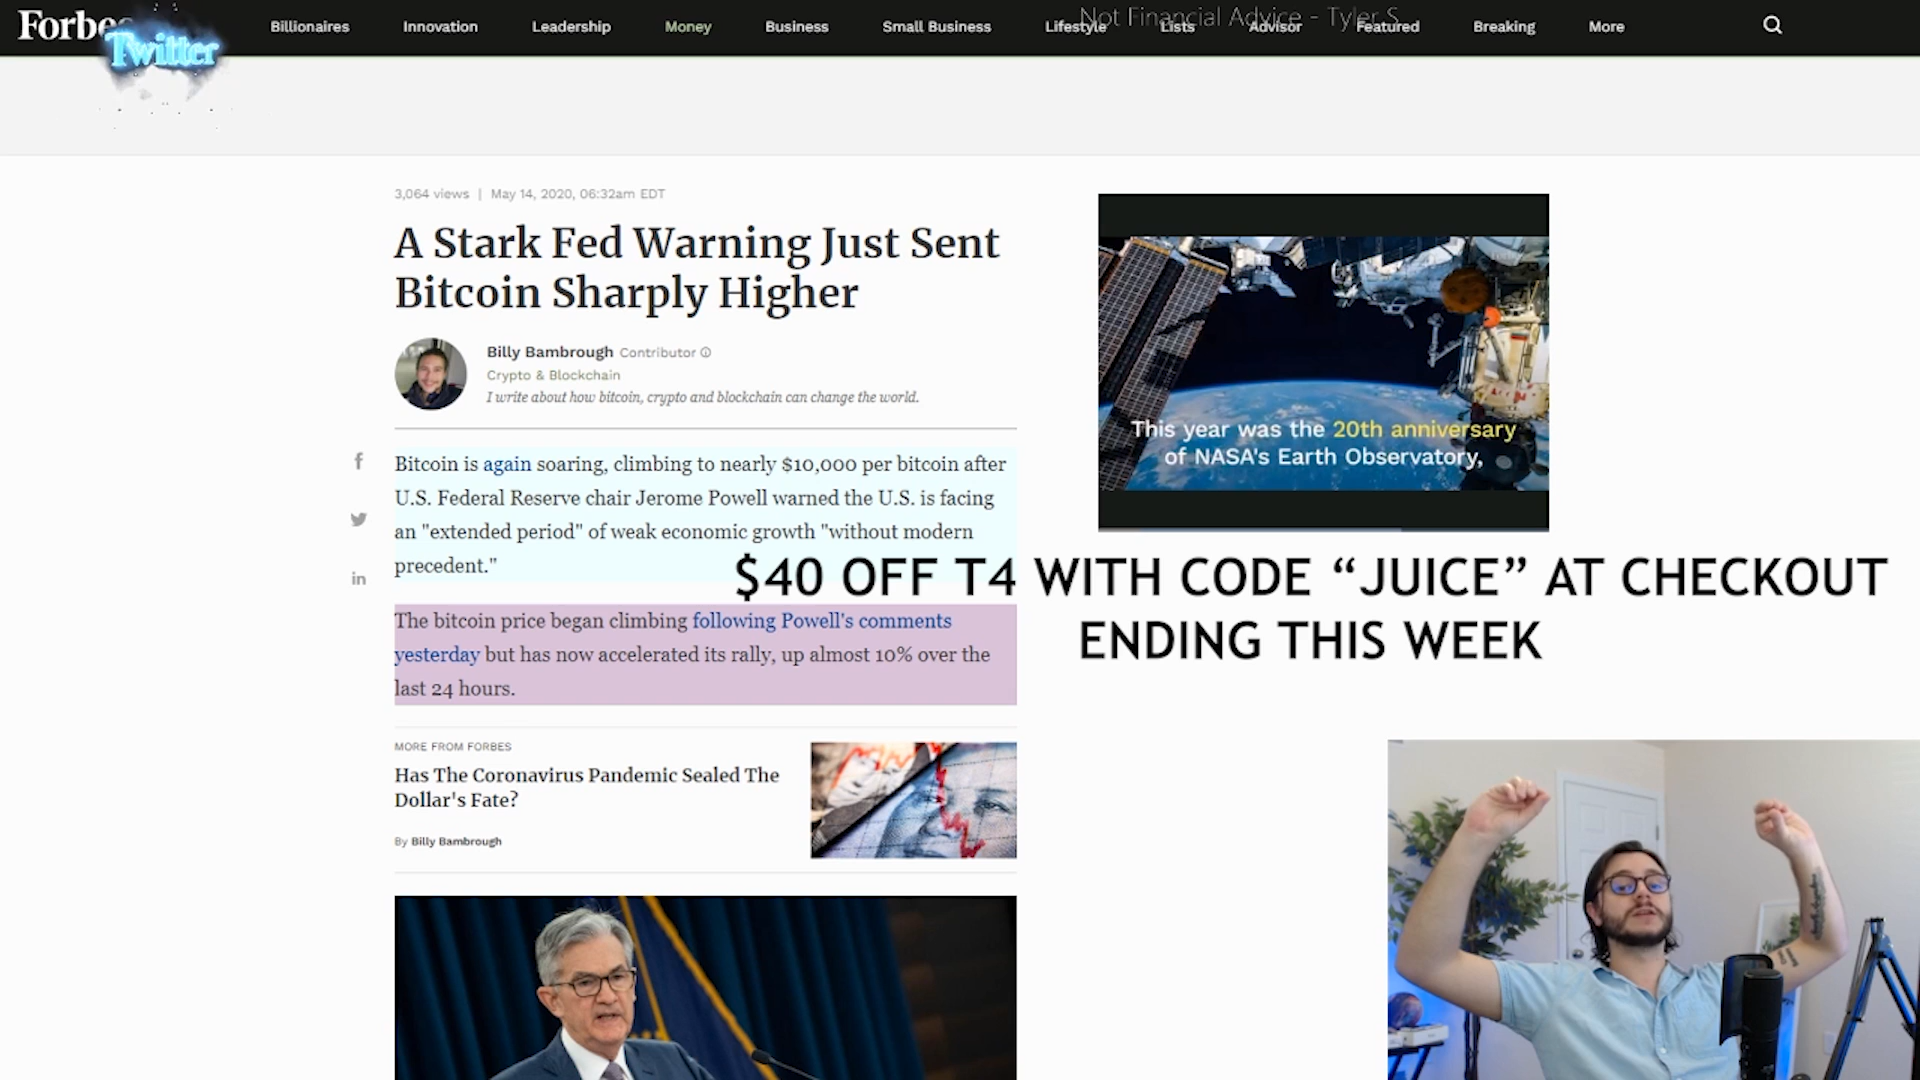 Forbes
Billionaires Innovation Leadership Money Business Small Business Lifestyle Lists Advisor Featured Breaking More
Not Financial Advice - Tyler S
Twitter
3,064 views | May 14, 2020, 06:32am EDT
A Stark Fed Warning Just Sent
Bitcoin Sharply Higher
Billy Bambrough Contributor
Crypto & Blockchain
I write about how bitcoin, crypto and blockchain can change the world.
Bitcoin is again soaring, climbing to nearly $10,000 per bitcoin after
U.S. Federal Reserve chair Jerome Powell warned the U.S. is facing
an "extended period" of weak economic growth "without modern
precedent."
The bitcoin price began climbing following Powell's comments
yesterday but has now accelerated its rally, up almost 10% over the
last 24 hours.
This year was the 20th anniversary
of NASA's Earth Observatory,
$40 OFF T4 WITH CODE “JUICE” AT CHECKOUT
ENDING THIS WEEK
MORE FROM FORBES
Has The Coronavirus Pandemic Sealed The
Dollar's Fate?
By Billy Bambrough